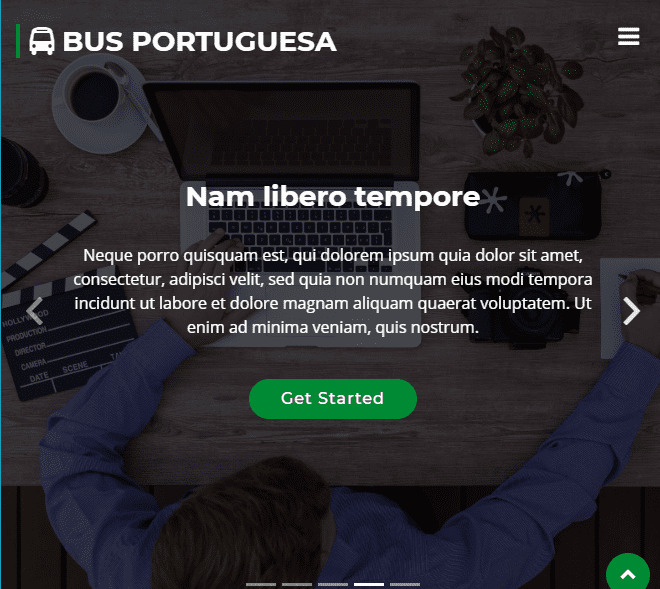 BUS PORTUGUESA
Nam libero tempore
Neque porro quisquam est, qui dolorem ipsum quia dolor sit amet,
consectetur, adipisci velit, sed quia non numquam eius modi tempora
incidunt ut labore et dolore magnam aliquam quaerat voluptatem. Ut
enim ad minima veniam, quis nostrum.
HOLLYWOOD
PRODUCTION
DIRECTOR
CAMERA
DATE SCENE
Get Started